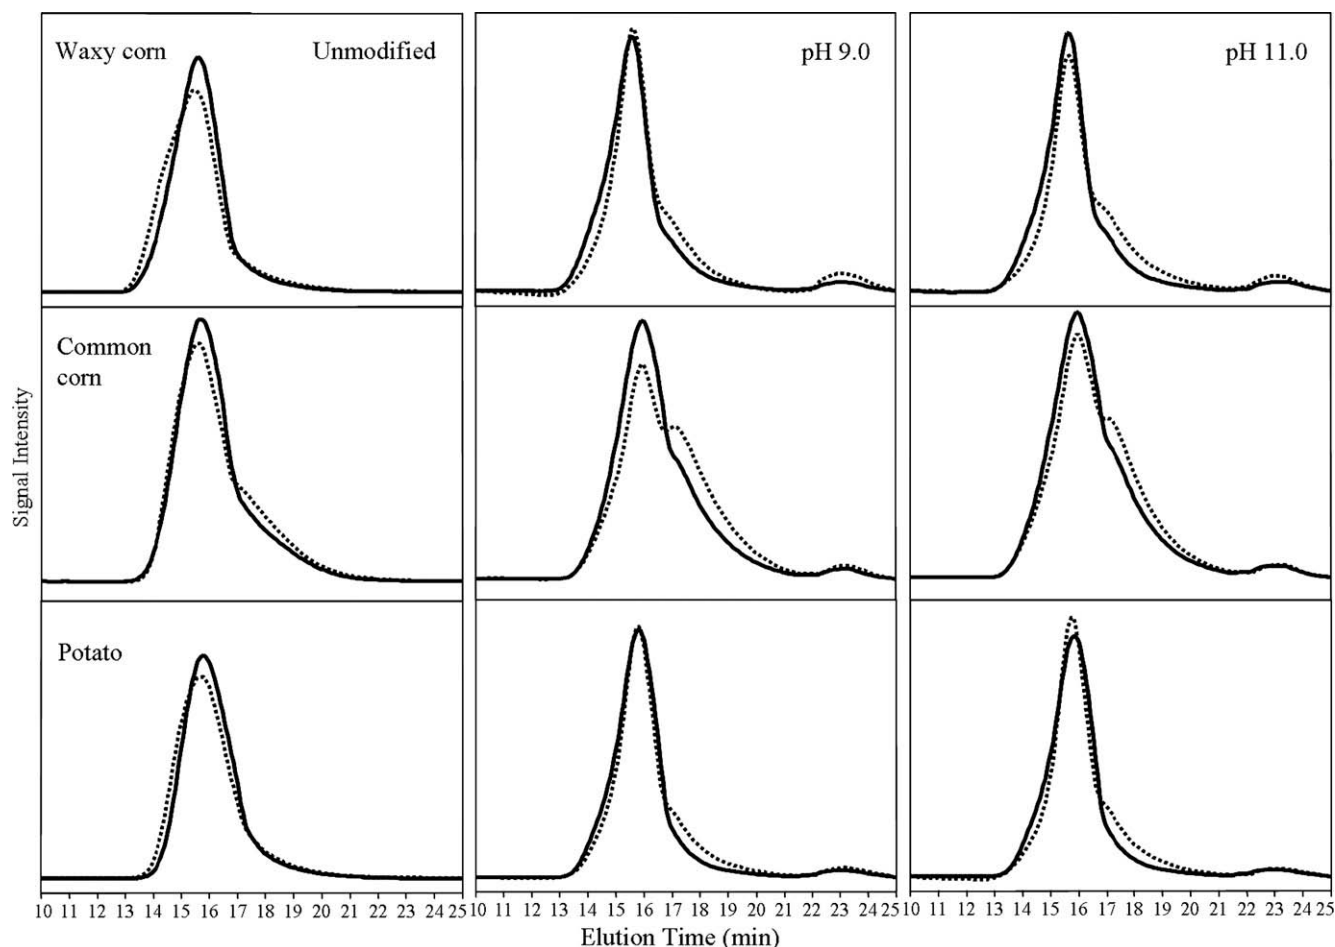 Waxy corn Unmodified pH 9.0 pH 11.0
Common
corn
Signal Intensity
Potato
10 11 12 13 14 15 16 17 18 19 20 21 22 23 24 25 10 11 12 13 14 15 16 17 18 19 20 21 22 23 24 25 10 11 12 13 14 15 16 17 18 19 20 21 22 23 25
Elution Time (min)